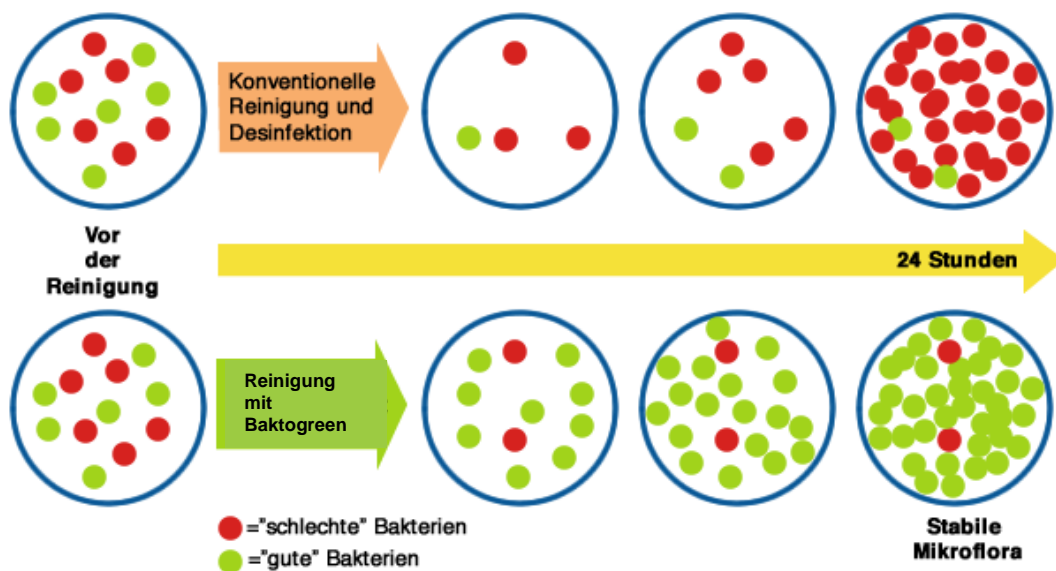 Konventionelle
Reinigung und
Desinfektion
Vor
der
Reinigung
24 Stunden
Reinigung
mit
Baktogreen
="schlechte" Bakterien
="gute" Bakterien
Stabile
Mikroflora